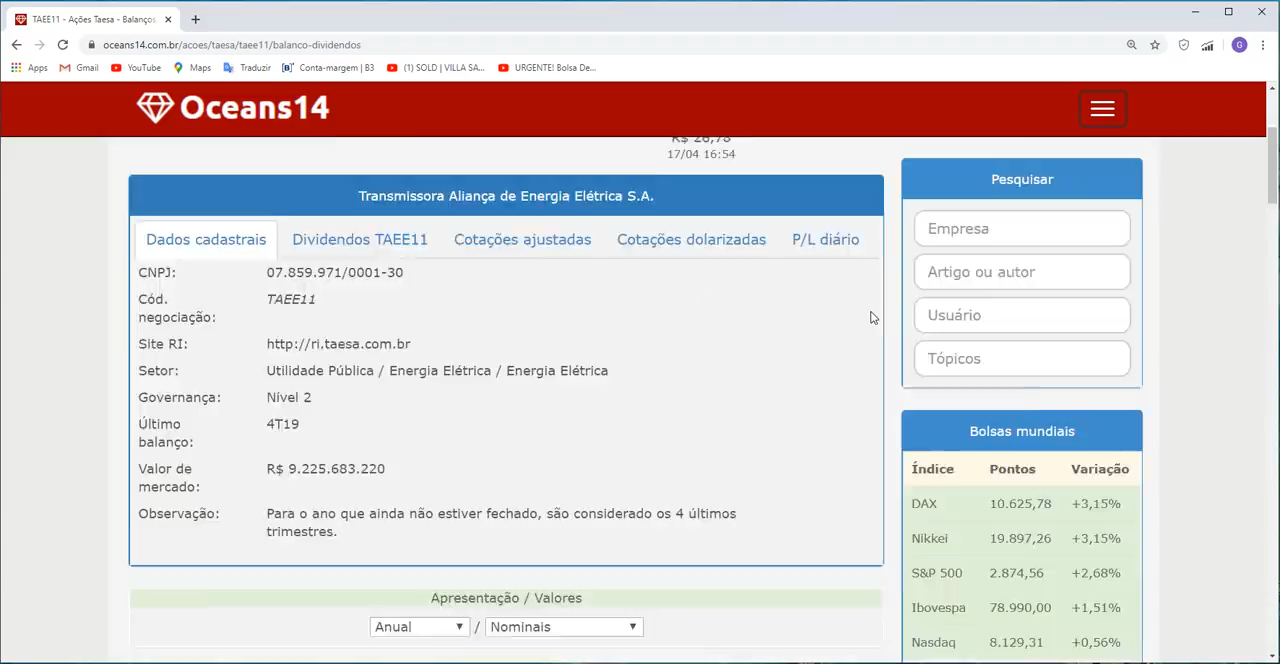 TAEE11 - Ações Taesa - Balanços
oceans14.com.br/acoes/taesa/taee11/balanco-dividendos
G
Apps Gmail YouTube Maps Traduzir Conta-margem | B3 (1) SOLD | VILLA SA... URGENTE! Bolsa De...
Oceans14
R$ 26,78
17/04 16:54
Transmissora Aliança de Energia Elétrica S.A.
Dados cadastrais Dividendos TAEE11 Cotações ajustadas Cotações dolarizadas P/L diário
CNPJ: 07.859.971/0001-30
Cód. negociação: TAEE11
Site RI: http://ri.taesa.com.br
Setor: Utilidade Pública / Energia Elétrica / Energia Elétrica
Governança: Nível 2
Último balanço: 4T19
Valor de mercado: R$ 9.225.683.220
Observação: Para o ano que ainda não estiver fechado, são considerado os 4 últimos
trimestres.
Apresentação / Valores
Anual / Nominais
Pesquisar
Empresa
Artigo ou autor
Usuário
Tópicos
Bolsas mundiais
Índice Pontos Variação
DAX 10.625,78 +3,15%
Nikkei 19.897,26 +3,15%
S&P 500 2.874,56 +2,68%
Ibovespa 78.990,00 +1,51%
Nasdaq 8.129,31 +0,56%